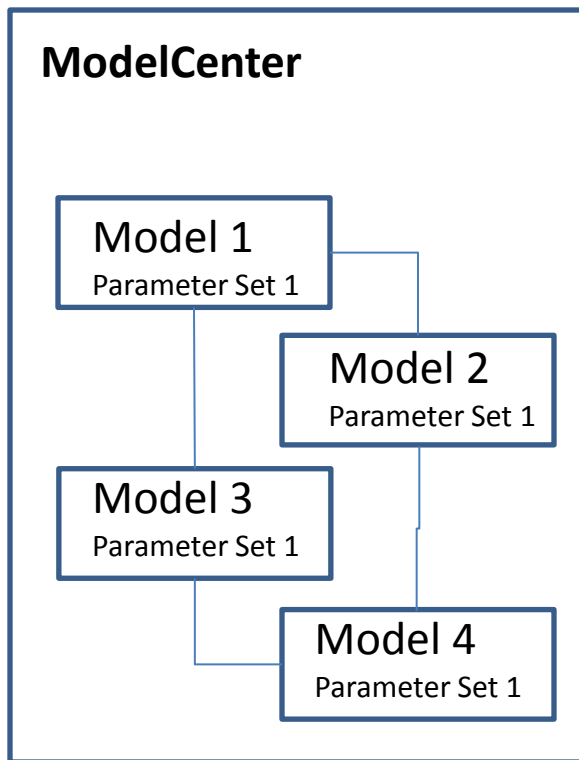 ModelCenter
Model 1
Parameter Set 1
Model 2
Parameter Set 1
Model 3
Parameter Set 1
Model 4
Parameter Set 1